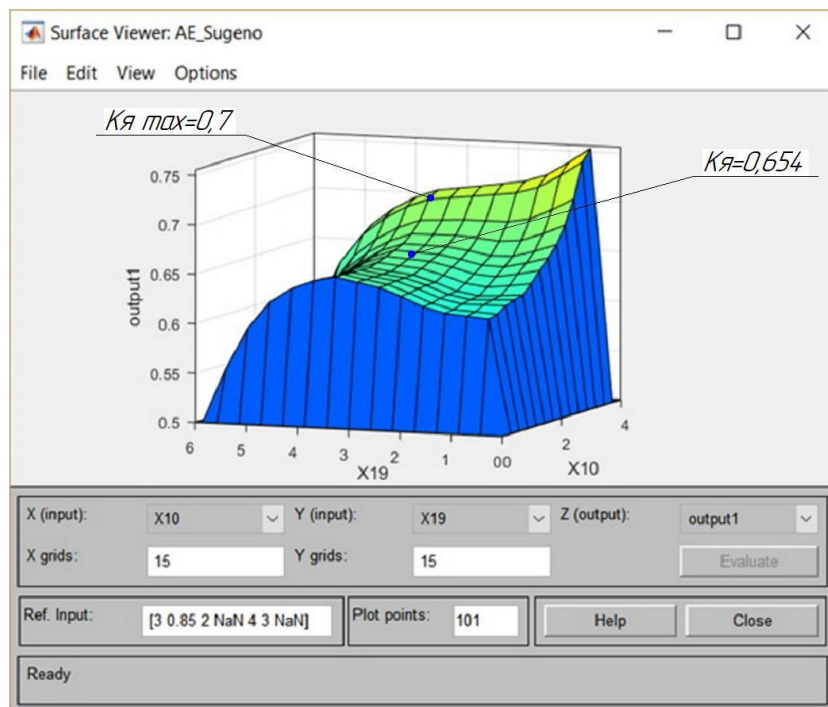 Surface Viewer: AE_Sugeno
File Edit View Options
Кя max=0,7
Кя=0,654
0.75
0.7
0.65
0.6
0.55
0.5
output1
6 5 4 3 2 1 0
X19
0 2 4
X10
X (input): X10 Y (input): X19 Z (output): output1
X grids: 15 Y grids: 15 Evaluate
Ref. Input: [3 0.85 2 NaN 4 3 NaN] Plot points: 101 Help Close
Ready